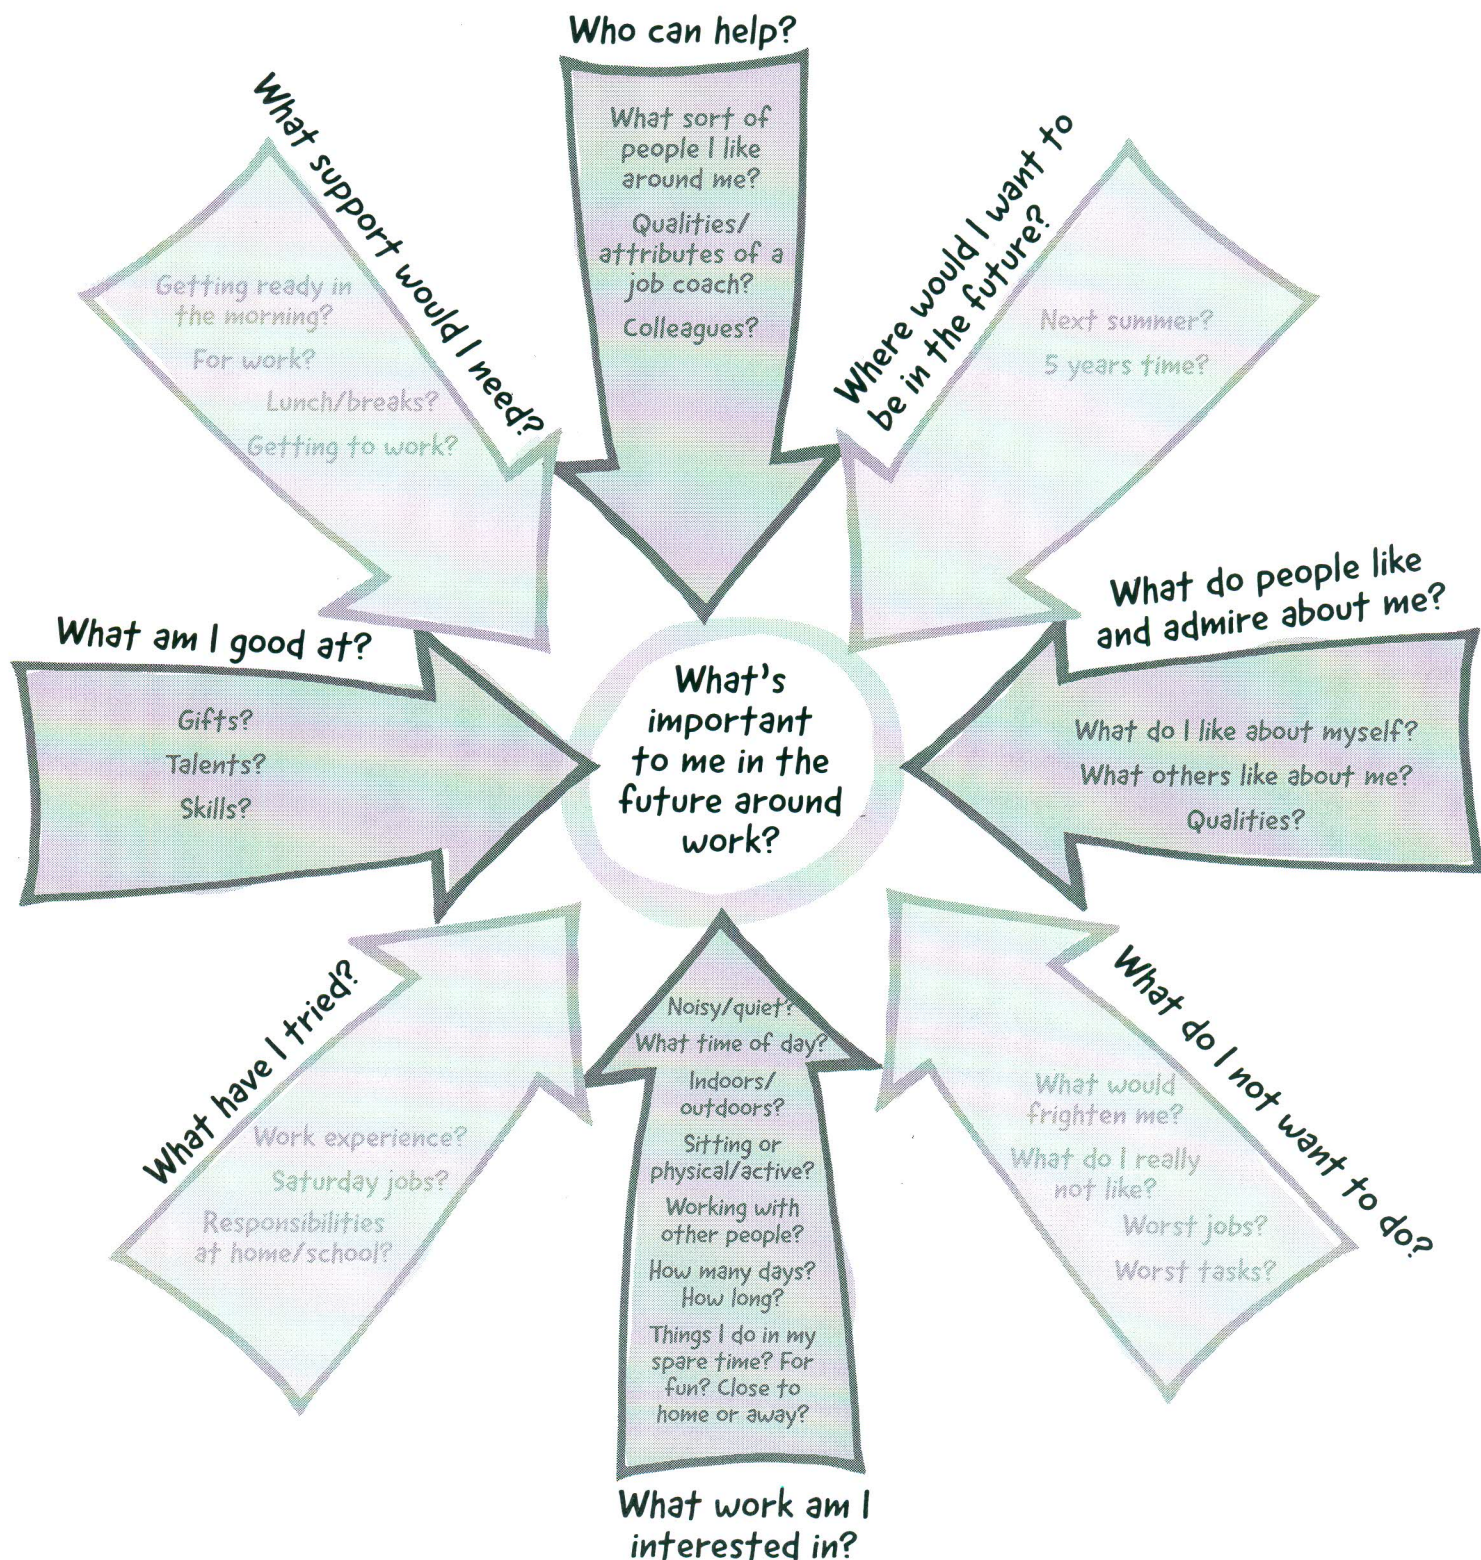 Who can help?
What sort of
people I like
around me?
Qualities/
attributes of a
job coach?
Colleagues?
What support would I need?
Getting ready in
the morning?
For work?
Lunch/breaks?
Getting to work?
Where would I want to
be in the future?
Next summer?
5 years time?
What am I good at?
Gifts?
Talents?
Skills?
What's
important
to me in the
future around
work?
What do people like
and admire about me?
What do I like about myself?
What others like about me?
Qualities?
What have I tried?
Work experience?
Saturday jobs?
Responsibilities
at home/school?
Noisy/quiet?
What time of day?
Indoors/
outdoors?
Sitting or
physical/active?
Working with
other people?
How many days?
How long?
Things I do in my
spare time? For
fun? Close to
home or away?
What work am I
interested in?
What do I not want to do?
What would
frighten me?
What do I really
not like?
Worst jobs?
Worst tasks?